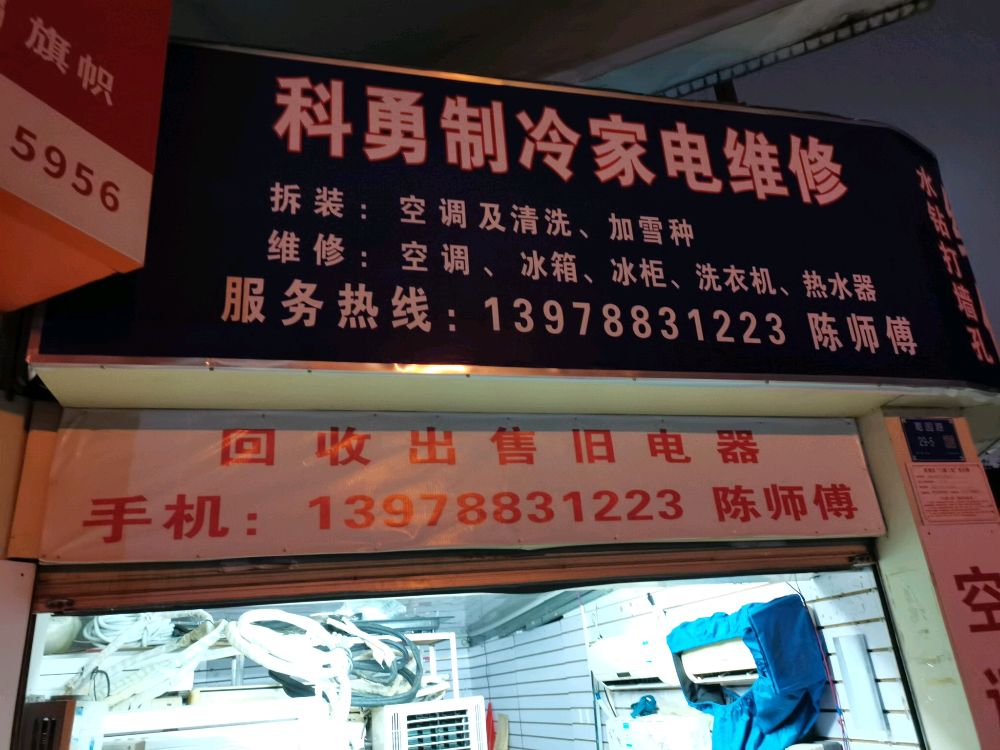 旗帜
5956
科勇制冷家电维修
拆装：空调及清洗、加雪种
维修：空调、冰箱、冰柜、洗衣机、热水器
服务热线：13978831223 陈师傅
水钻打墙孔
回收出售旧电器
手机：13978831223 陈师傅
29-5
空